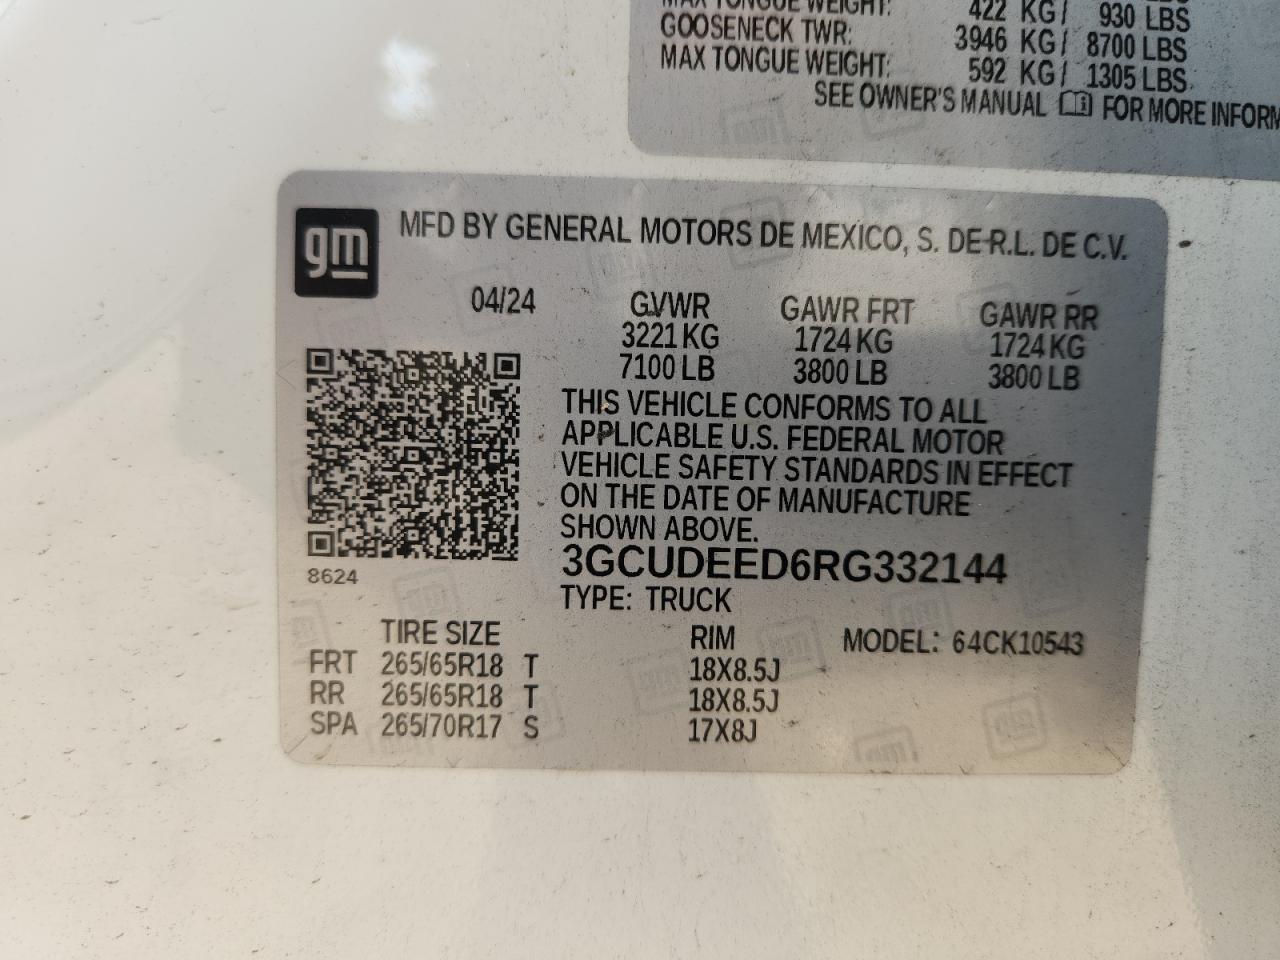 MAX TONGUE WEIGHT: 422 KG/ 930 LBS
GOOSENECK TWR: 3946 KG/ 8700 LBS
MAX TONGUE WEIGHT: 592 KG/ 1305 LBS
SEE OWNER'S MANUAL FOR MORE
gm MFD BY GENERAL MOTORS DE MEXICO, S. DE R.L. DE C.V.
04/24 GVWR GAWR FRT GAWR RR
3221 KG 1724 KG 1724 KG
7100 LB 3800 LB 3800 LB
THIS VEHICLE CONFORMS TO ALL
APPLICABLE U.S. FEDERAL MOTOR
VEHICLE SAFETY STANDARDS IN EFFECT
ON THE DATE OF MANUFACTURE
SHOWN ABOVE.
3GCUDEED6RG332144
8624
TYPE: TRUCK
TIRE SIZE RIM MODEL: 64CK10543
FRT 265/65R18 T 18X8.5J
RR 265/65R18 T 18X8.5J
SPA 265/70R17 S 17X8J